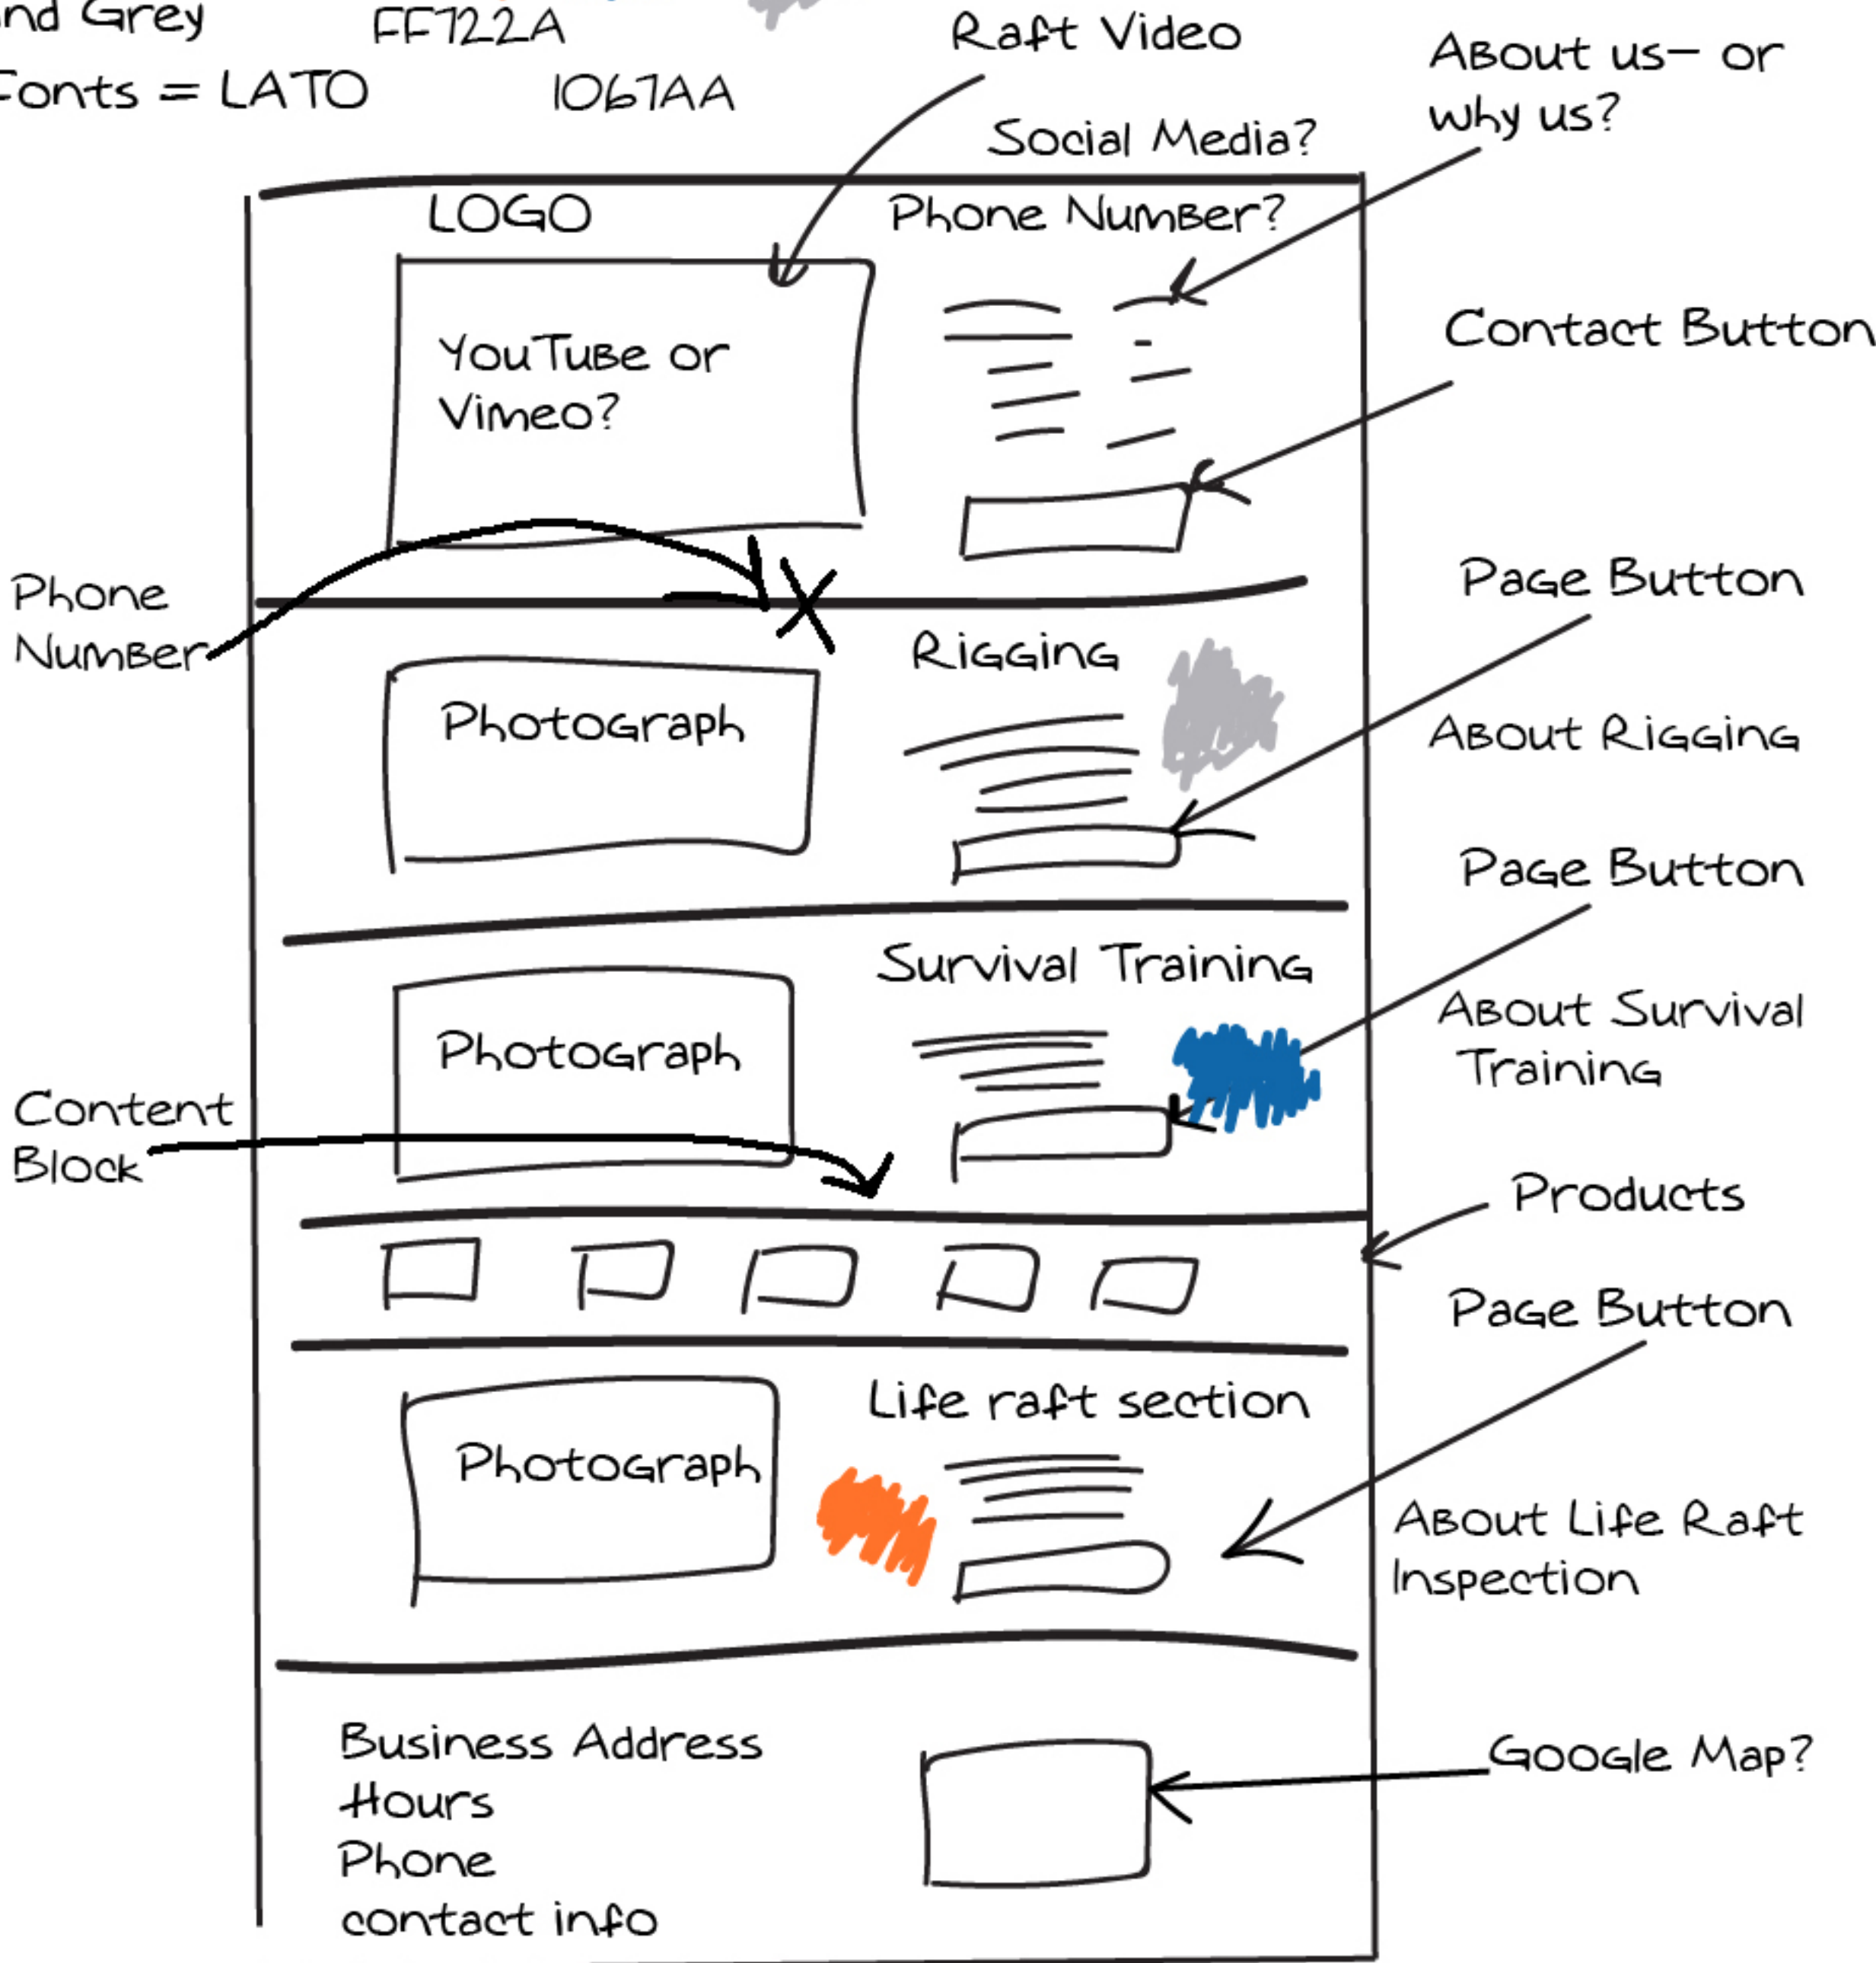 nd Grey
FF722A
Fonts = LATO
1067AA
Raft Video
Social Media?
About us- or
why us?
LOGO
Phone Number?
YouTube or
Vimeo?
Contact Button
Phone
Number
Page Button
Rigging
Photograph
About Rigging
Page Button
Survival Training
Photograph
About Survival
Training
Content
Block
Products
Page Button
Life raft section
Photograph
About Life Raft
Inspection
Business Address
Hours
Phone
contact info
Google Map?